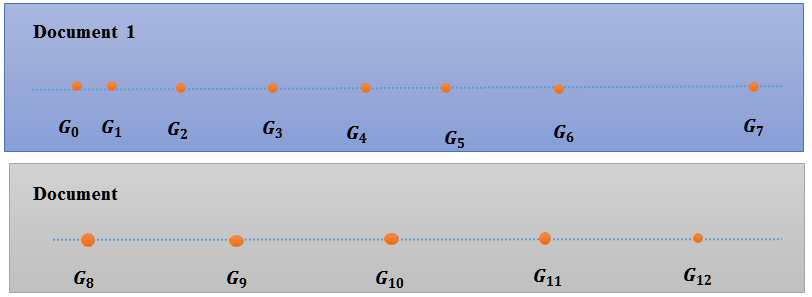 Document 1
G₀ G₁ G₂ G₃ G₄ G₅ G₆ G₇
Document
G₈ G₉ G₁₀ G₁₁ G₁₂